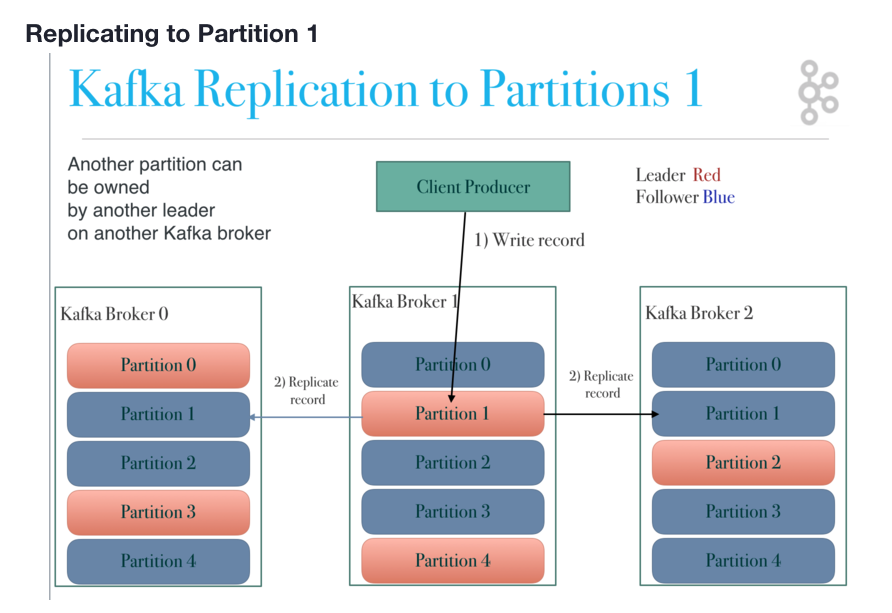 Replicating to Partition 1
Kafka Replication to Partitions 1
Another partition can
be owned
by another leader
on another Kafka broker
Client Producer
Leader Red
Follower Blue
1) Write record
Kafka Broker 0
Partition 0
Partition 1
Partition 2
Partition 3
Partition 4
2) Replicate
record
Kafka Broker 1
Partition 0
Partition 1
Partition 2
Partition 3
Partition 4
2) Replicate
record
Kafka Broker 2
Partition 0
Partition 1
Partition 2
Partition 3
Partition 4